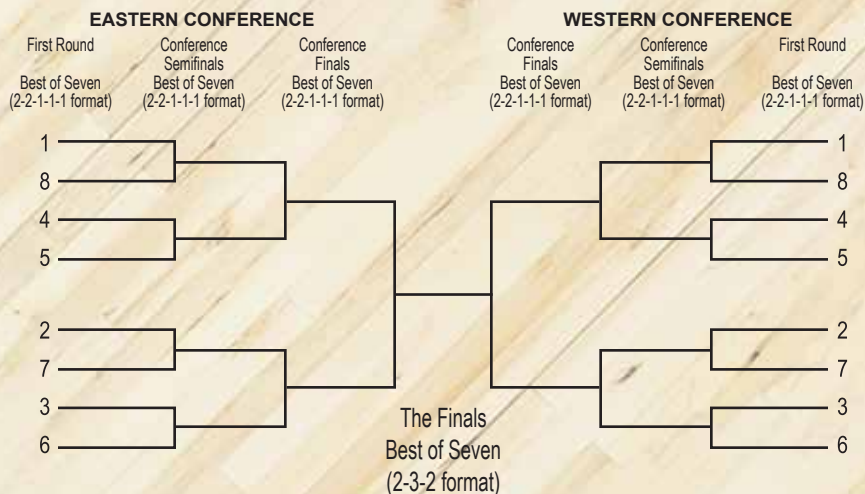 EASTERN CONFERENCE
First Round
Best of Seven
(2-2-1-1-1 format)
Conference
Semifinals
Best of Seven
(2-2-1-1-1 format)
Conference
Finals
Best of Seven
(2-2-1-1-1 format)
1
8
4
5
2
7
3
6
WESTERN CONFERENCE
Conference
Finals
Best of Seven
(2-2-1-1-1 format)
Conference
Semifinals
Best of Seven
(2-2-1-1-1 format)
First Round
Best of Seven
(2-2-1-1-1 format)
1
8
4
5
2
7
3
6
The Finals
Best of Seven
(2-3-2 format)